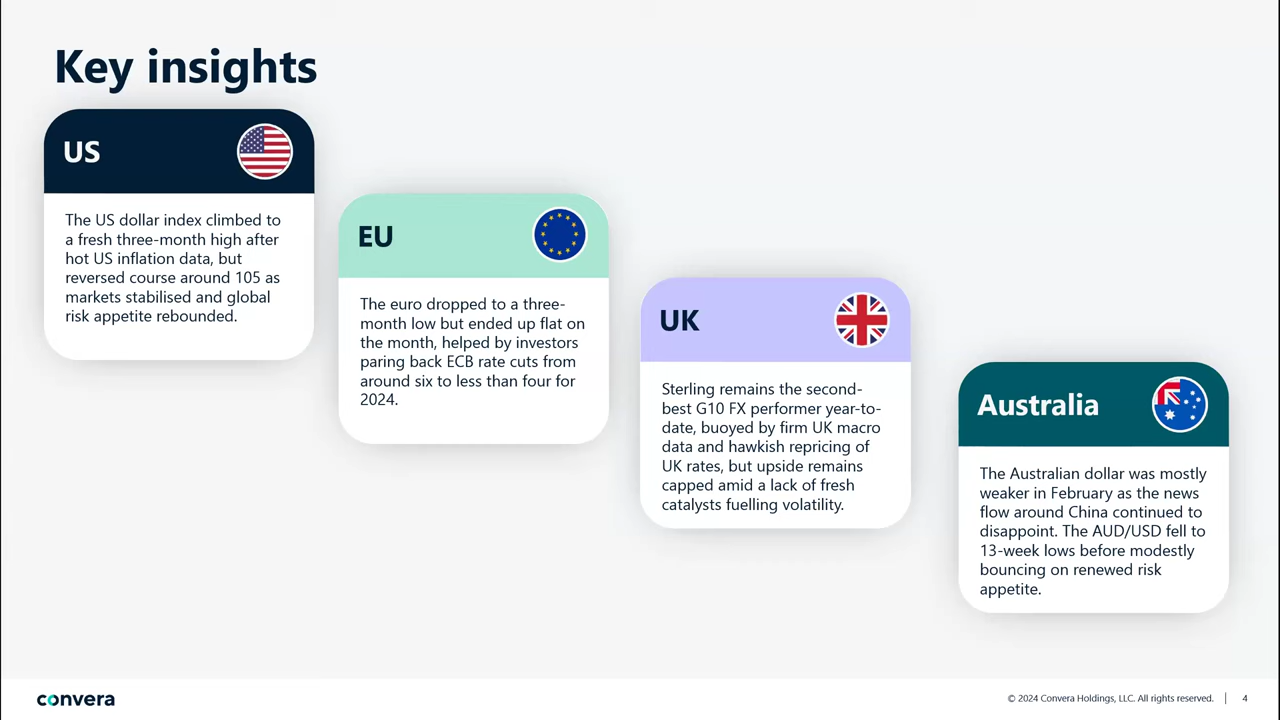 Key insights
US
The US dollar index climbed to
a fresh three-month high after
hot US inflation data, but
reversed course around 105 as
markets stabilised and global
risk appetite rebounded.
EU
The euro dropped to a three-
month low but ended up flat on
the month, helped by investors
paring back ECB rate cuts from
around six to less than four for
2024.
UK
Sterling remains the second-
best G10 FX performer year-to-
date, buoyed by firm UK macro
data and hawkish repricing of
UK rates, but upside remains
capped amid a lack of fresh
catalysts fuelling volatility.
Australia
The Australian dollar was mostly
weaker in February as the news
flow around China continued to
disappoint. The AUD/USD fell to
13-week lows before modestly
bouncing on renewed risk
appetite.
convera
© 2024 Convera Holdings, LLC. All rights reserved. | 4